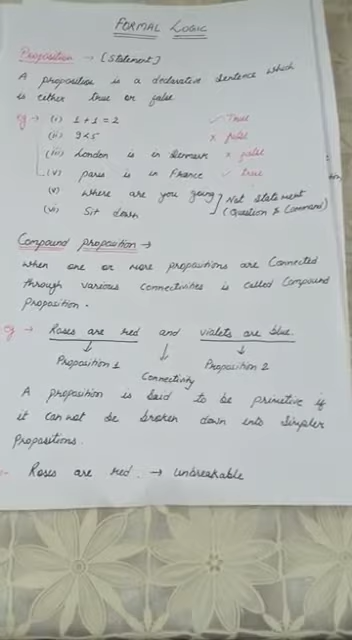 FORMAL LOGIC
Proposition → [Statement]
A proposition is a declarative sentence which
is either true or false
eg → (i) 1 + 1 = 2 ✓ True
(ii) 9 < 5 × false
(iii) London is in Denmark × false
(v) paris is in France ✓ true
(v) where are you going ] Not statement
(vi) Sit down (Question & Command)
Compound proposition →
when one or more propositions are connected
through various connectivities is called Compound
Proposition.
eg → Roses are red and violets are blue.
↓ ↓ ↓
Proposition 1 Proposition 2
Connectivity
A proposition is said to be primitive if
it can not be broken down into simpler
Propositions.
Roses are red. → unbreakable